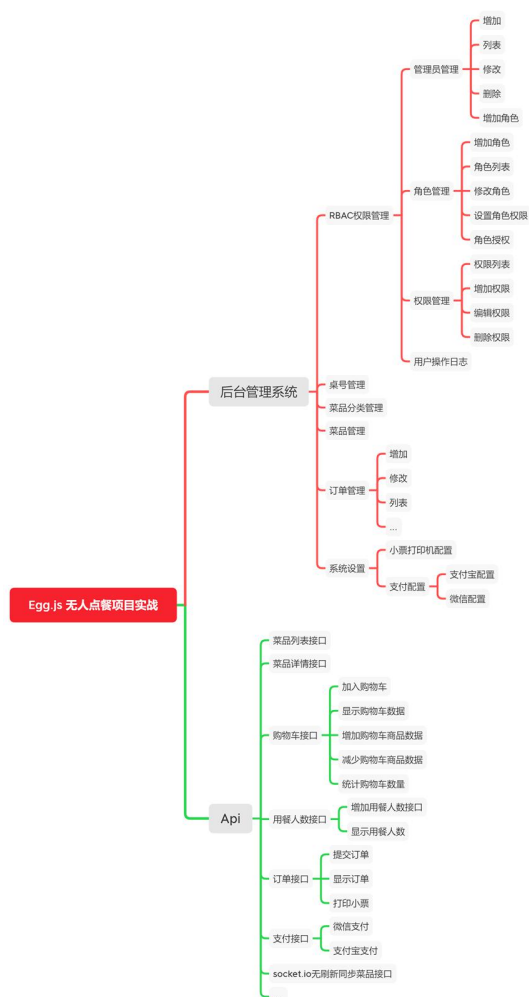 Egg.js 无人点餐项目实战
后台管理系统
RBAC权限管理
管理员管理
增加
列表
修改
删除
增加角色
角色管理
增加角色
角色列表
修改角色
设置角色权限
角色授权
权限管理
权限列表
增加权限
编辑权限
删除权限
用户操作日志
桌号管理
菜品分类管理
菜品管理
订单管理
增加
修改
列表
...
系统设置
小票打印机配置
支付配置
支付宝配置
微信配置
Api
菜品列表接口
菜品详情接口
购物车接口
加入购物车
显示购物车数据
增加购物车商品数据
减少购物车商品数据
统计购物车数量
用餐人数接口
增加用餐人数接口
显示用餐人数
订单接口
提交订单
显示订单
打印小票
支付接口
微信支付
支付宝支付
socket.io无刷新同步菜品接口